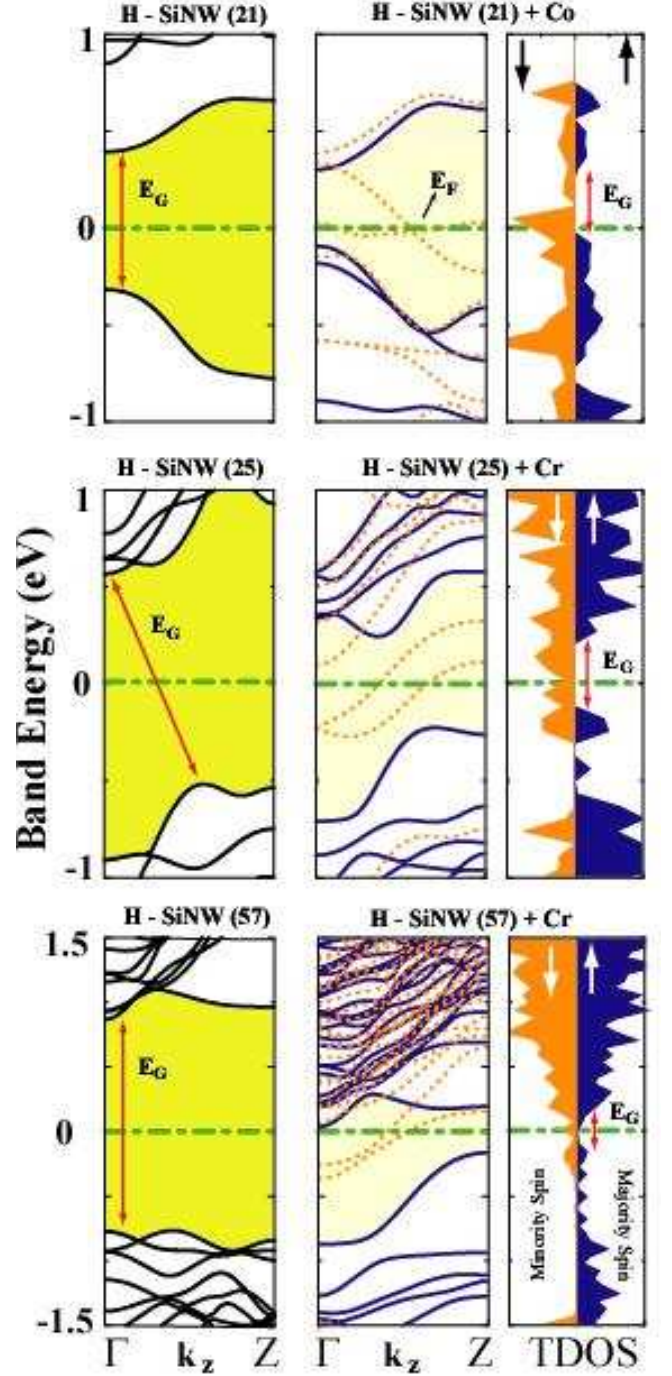 H - SiNW (21)
H - SiNW (21) + Co
1
E_G
E_F
E_G
0
-1
H - SiNW (25)
H - SiNW (25) + Cr
1
E_G
E_G
0
-1
Band Energy (eV)
H - SiNW (57)
H - SiNW (57) + Cr
1.5
E_G
E_G
0
Minority Spin
Majority Spin
-1.5
Γ k_z Z
Γ k_z Z
TDOS